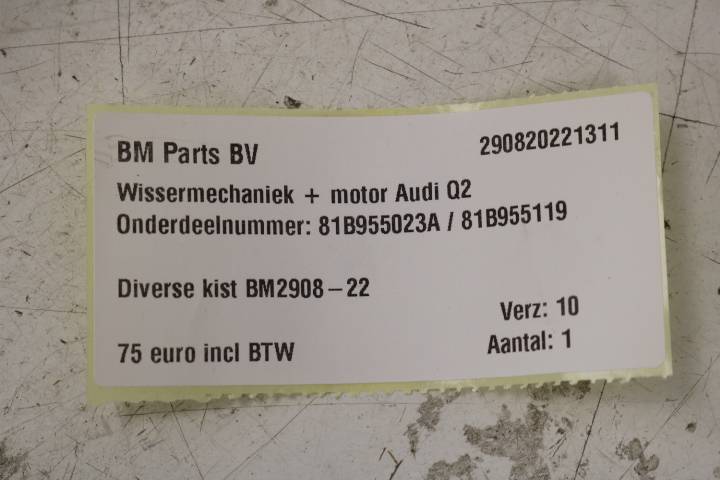 BM Parts BV 290820221311
Wissermechaniek + motor Audi Q2
Onderdeelnummer: 81B955023A / 81B955119
Diverse kist BM2908-22
Verz: 10
75 euro incl BTW Aantal: 1